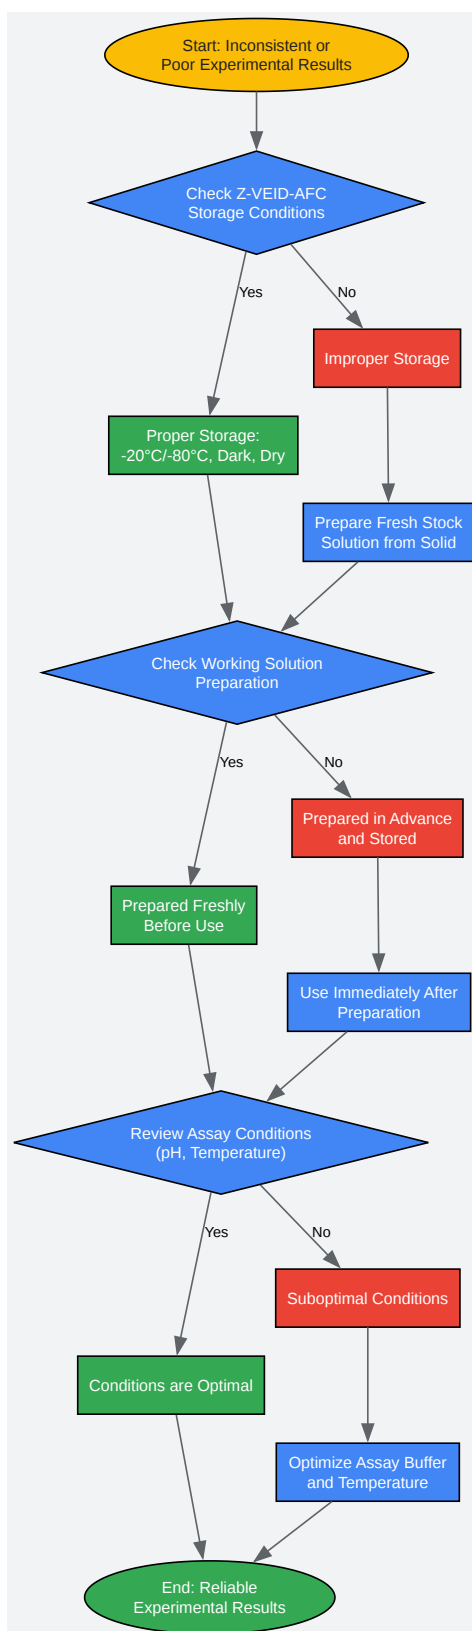 Start: Inconsistent or
Poor Experimental Results
Check Z-VEID-AFC
Storage Conditions
Yes
No
Improper Storage
Proper Storage:
-20°C/-80°C, Dark, Dry
Prepare Fresh Stock
Solution from Solid
Check Working Solution
Preparation
Yes
No
Prepared in Advance
and Stored
Prepared Freshly
Before Use
Use Immediately After
Preparation
Review Assay Conditions
(pH, Temperature)
Yes
No
Suboptimal Conditions
Conditions are Optimal
Optimize Assay Buffer
and Temperature
End: Reliable
Experimental Results